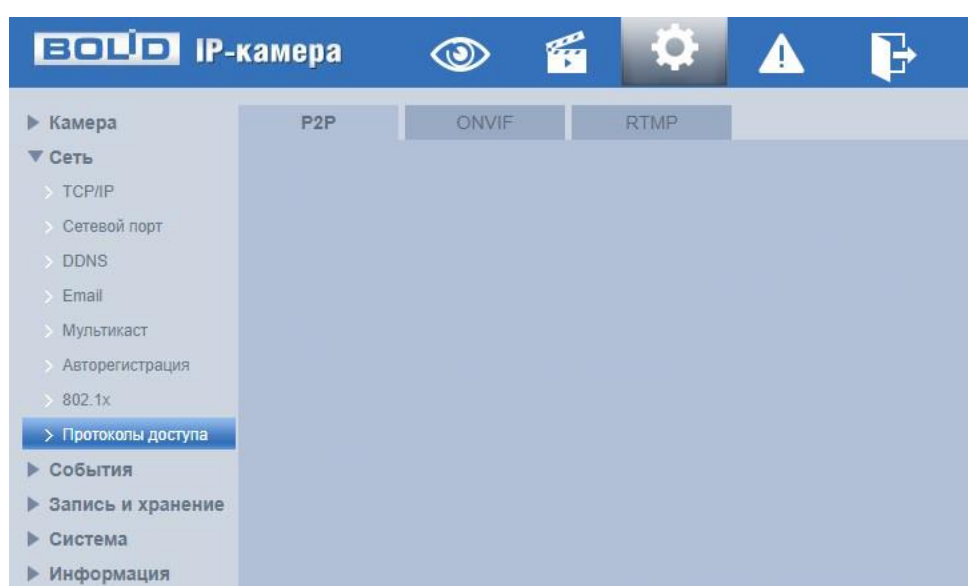 BOLID IP-камера
Камера
P2P ONVIF RTMP
Сеть
TCP/IP
Сетевой порт
DDNS
Email
Мультикаст
Авторегистрация
802.1x
Протоколы доступа
События
Запись и хранение
Система
Информация